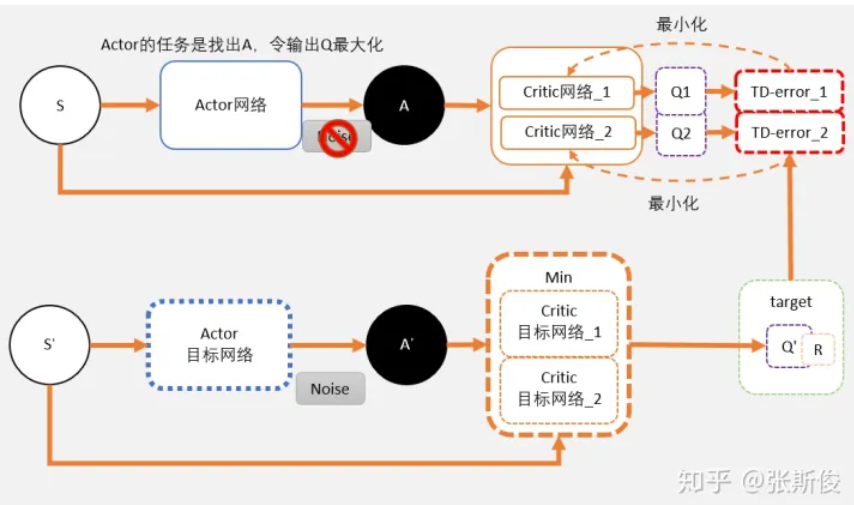 Actor的任务是找出A，令输出Q最大化
最小化
S
Actor网络
A
Critic网络_1
Q1
TD-error_1
Noise
Critic网络_2
Q2
TD-error_2
最小化
Min
S'
Actor
目标网络
A'
Critic
目标网络_1
target
Q'
R
Noise
Critic
目标网络_2
知乎 @张斯俊